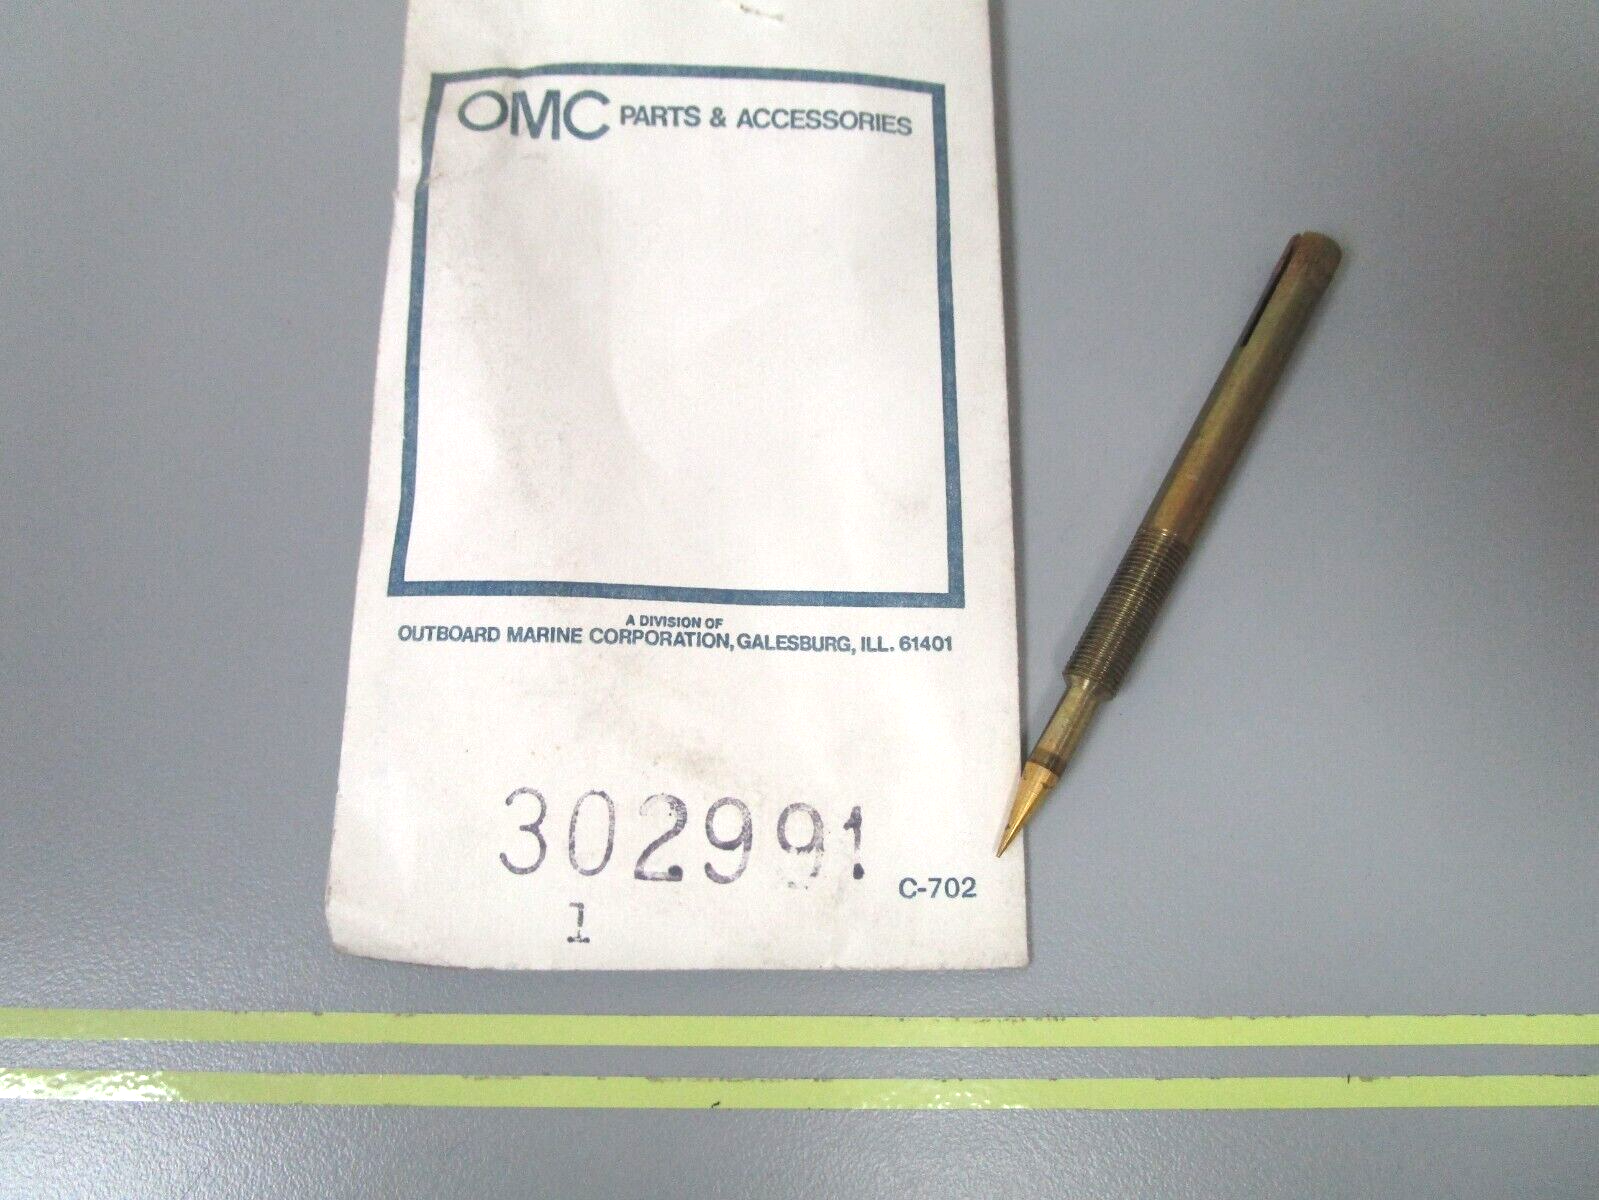 OMC PARTS & ACCESSORIES
A DIVISION OF
OUTBOARD MARINE CORPORATION, GALESBURG, ILL. 61401
302991
C-702
1